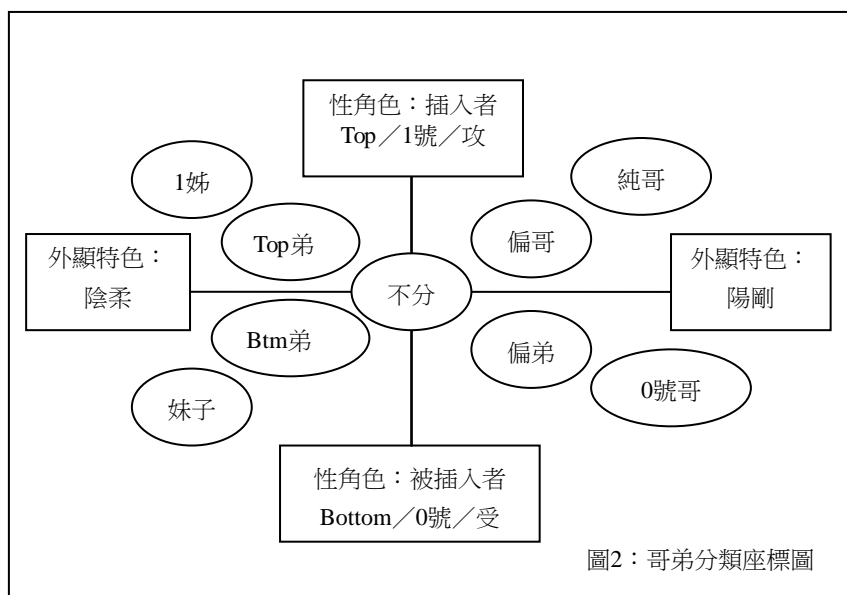 性角色：插入者
Top／1號／攻
1姊
純哥
Top弟
偏哥
外顯特色：
陰柔
不分
外顯特色：
陽剛
Btm弟
偏弟
妹子
0號哥
性角色：被插入者
Bottom／0號／受
圖2：哥弟分類座標圖